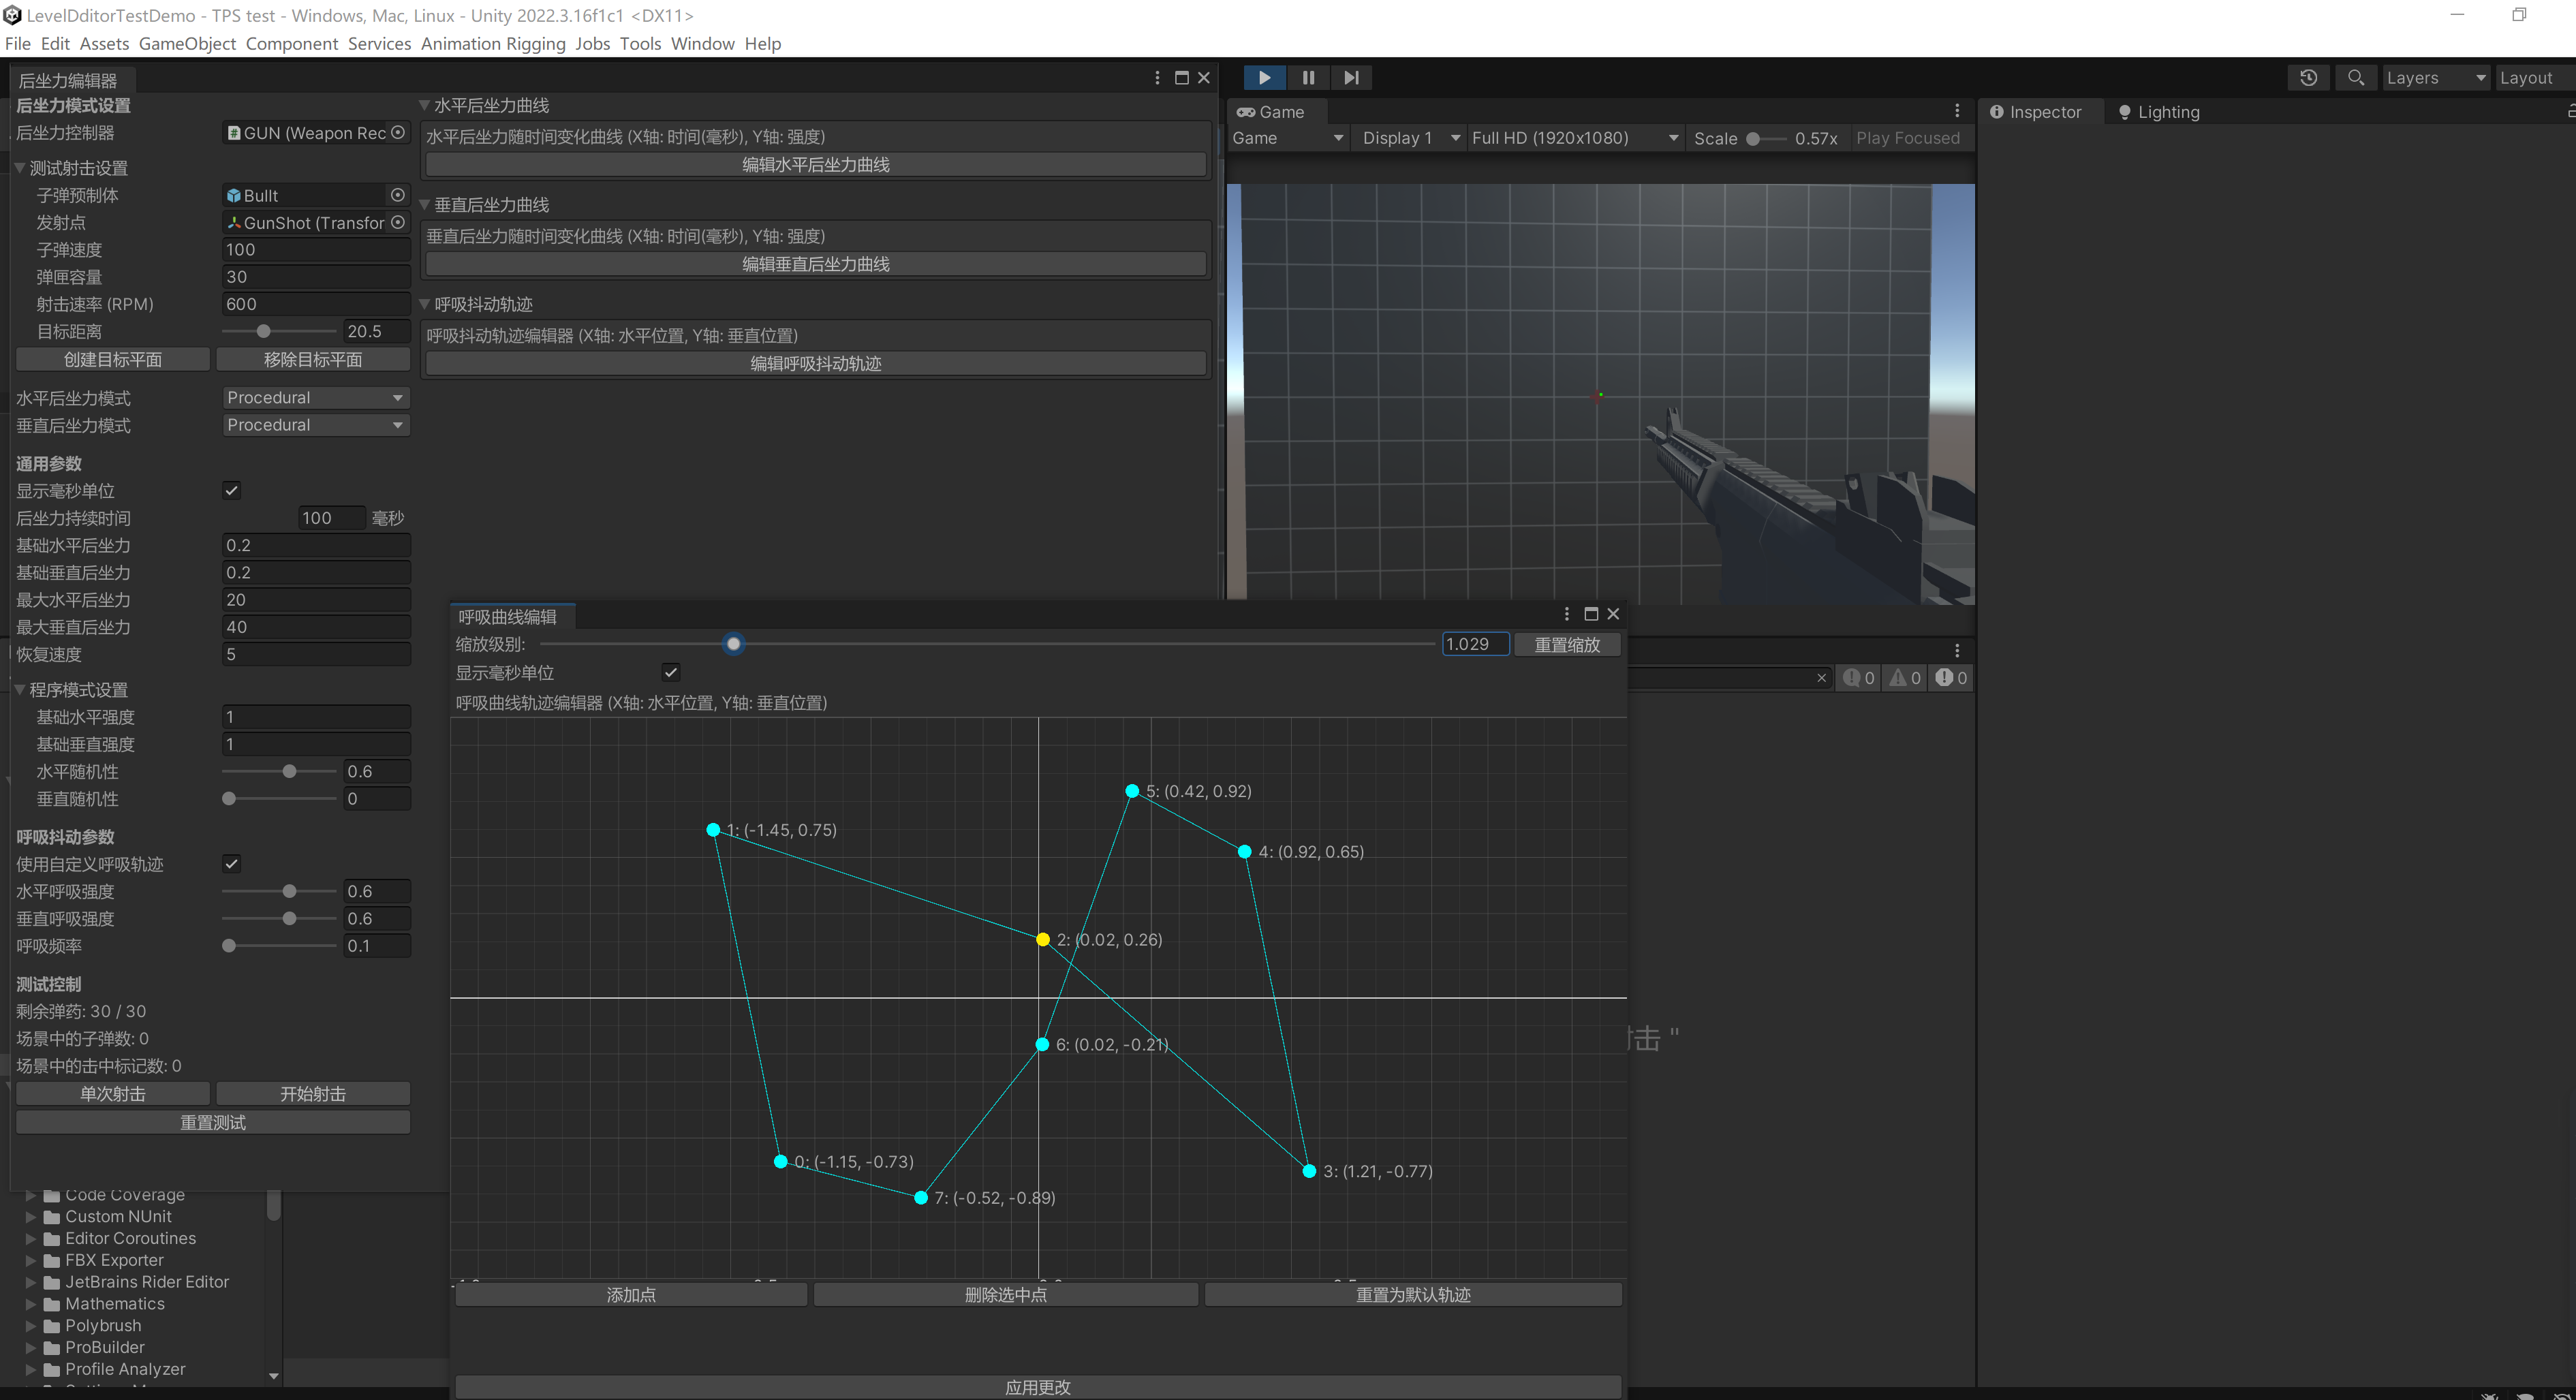 LevelDditorTestDemo - TPS test - Windows, Mac, Linux - Unity 2022.3.16f1c1 <DX11>
File Edit Assets GameObject Component Services Animation Rigging Jobs Tools Window Help
后坐力编辑器
后坐力模式设置
后坐力控制器 GUN (Weapon Rec
测试射击设置
子弹预制体 Bullt
发射点 GunShot (Transfor
子弹速度 100
弹匣容量 30
射击速率 (RPM) 600
目标距离 20.5
创建目标平面 移除目标平面
水平后坐力模式 Procedural
垂直后坐力模式 Procedural
通用参数
显示毫秒单位
后坐力持续时间 100 毫秒
基础水平后坐力 0.2
基础垂直后坐力 0.2
最大水平后坐力 20
最大垂直后坐力 40
恢复速度 5
程序模式设置
基础水平强度 1
基础垂直强度 1
水平随机性 0.6
垂直随机性 0
呼吸抖动参数
使用自定义呼吸轨迹
水平呼吸强度 0.6
垂直呼吸强度 0.6
呼吸频率 0.1
测试控制
剩余弹药: 30 / 30
场景中的子弹数: 0
场景中的击中标记数: 0
单次射击 开始射击
重置测试
水平后坐力曲线
水平后坐力随时间变化曲线 (X轴: 时间(毫秒), Y轴: 强度)
编辑水平后坐力曲线
垂直后坐力曲线
垂直后坐力随时间变化曲线 (X轴: 时间(毫秒), Y轴: 强度)
编辑垂直后坐力曲线
呼吸抖动轨迹
呼吸抖动轨迹编辑器 (X轴: 水平位置, Y轴: 垂直位置)
编辑呼吸抖动轨迹
Layers Layout
Game
Game Display 1 Full HD (1920x1080) Scale 0.57x Play Focused
Inspector Lighting
0 0 0
击 "
呼吸曲线编辑
缩放级别: 1.029 重置缩放
显示毫秒单位
呼吸曲线轨迹编辑器 (X轴: 水平位置, Y轴: 垂直位置)
5: (0.42, 0.92)
1: (-1.45, 0.75)
4: (0.92, 0.65)
2: (0.02, 0.26)
6: (0.02, -0.21)
0: (-1.15, -0.73)
3: (1.21, -0.77)
7: (-0.52, -0.89)
添加点 删除选中点 重置为默认轨迹
应用更改
Code Coverage
Custom NUnit
Editor Coroutines
FBX Exporter
JetBrains Rider Editor
Mathematics
Polybrush
ProBuilder
Profile Analyzer